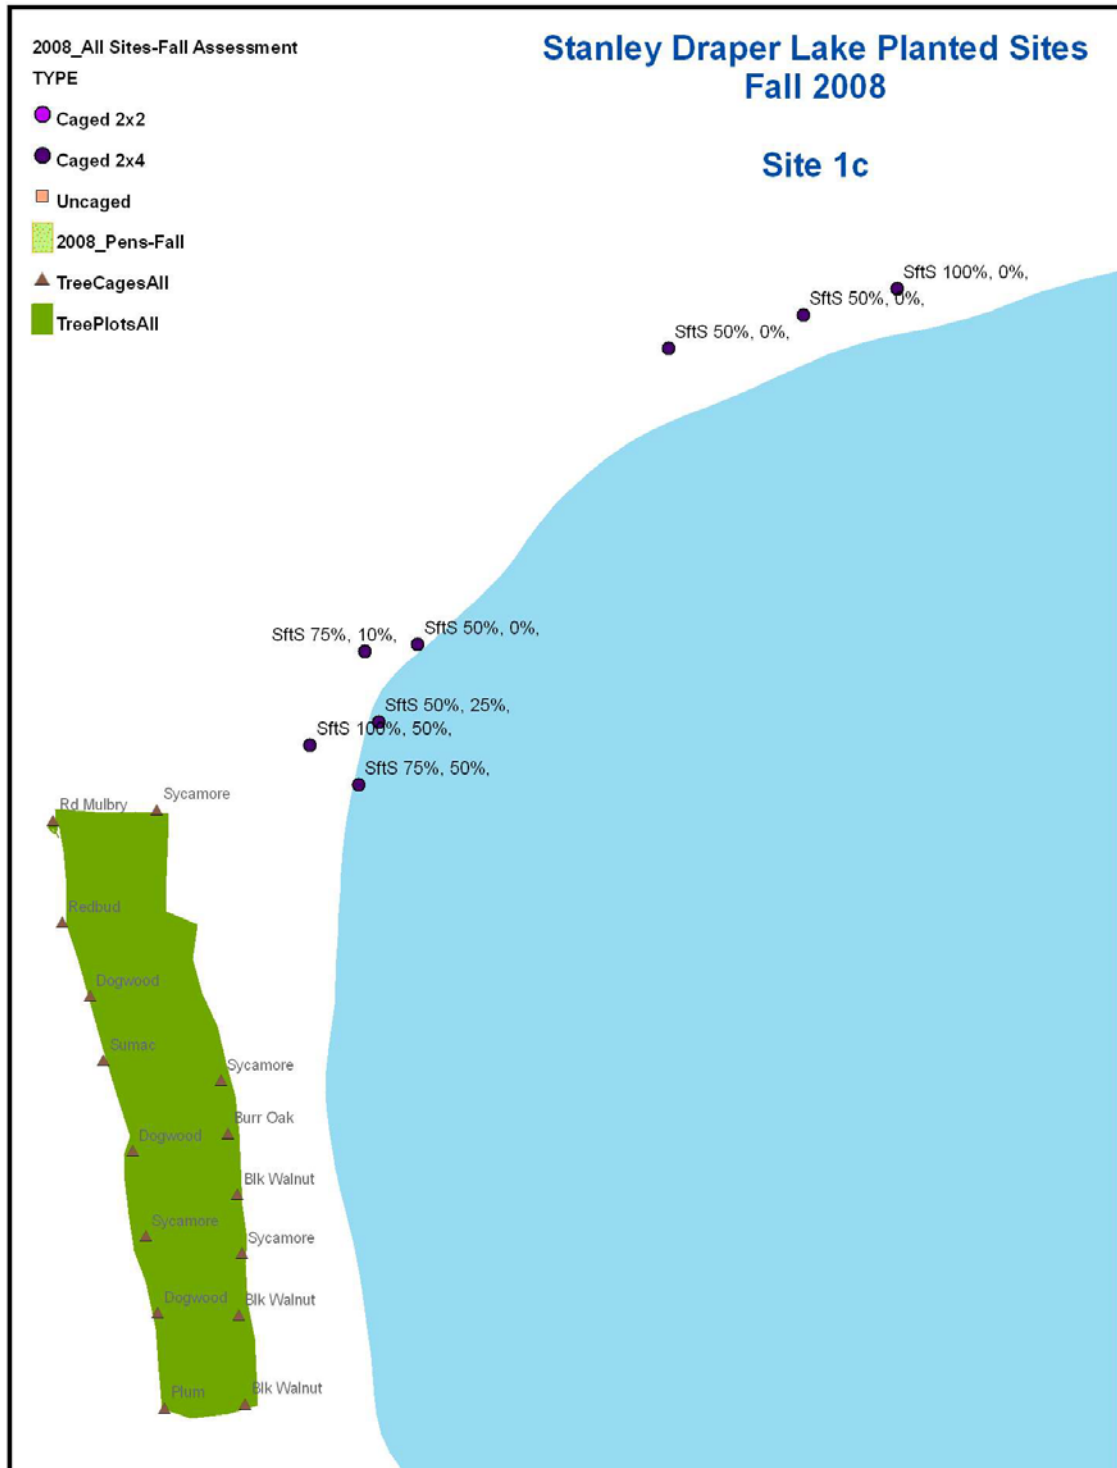 2008_All Sites-Fall Assessment
TYPE
Caged 2x2
Caged 2x4
Uncaged
2008_Pens-Fall
TreeCagesAll
TreePlotsAll
Stanley Draper Lake Planted Sites
Fall 2008
Site 1c
SftS 100%, 0%,
SftS 50%, 0%,
SftS 50%, 0%,
SftS 75%, 10%,
SftS 50%, 0%,
SftS 50%, 25%,
SftS 100%, 50%,
SftS 75%, 50%,
Sycamore
Rd Mulbry
Redbud
Dogwood
Sumac
Sycamore
Burr Oak
Dogwood
Blk Walnut
Sycamore
Sycamore
Dogwood
Blk Walnut
Plum
Blk Walnut